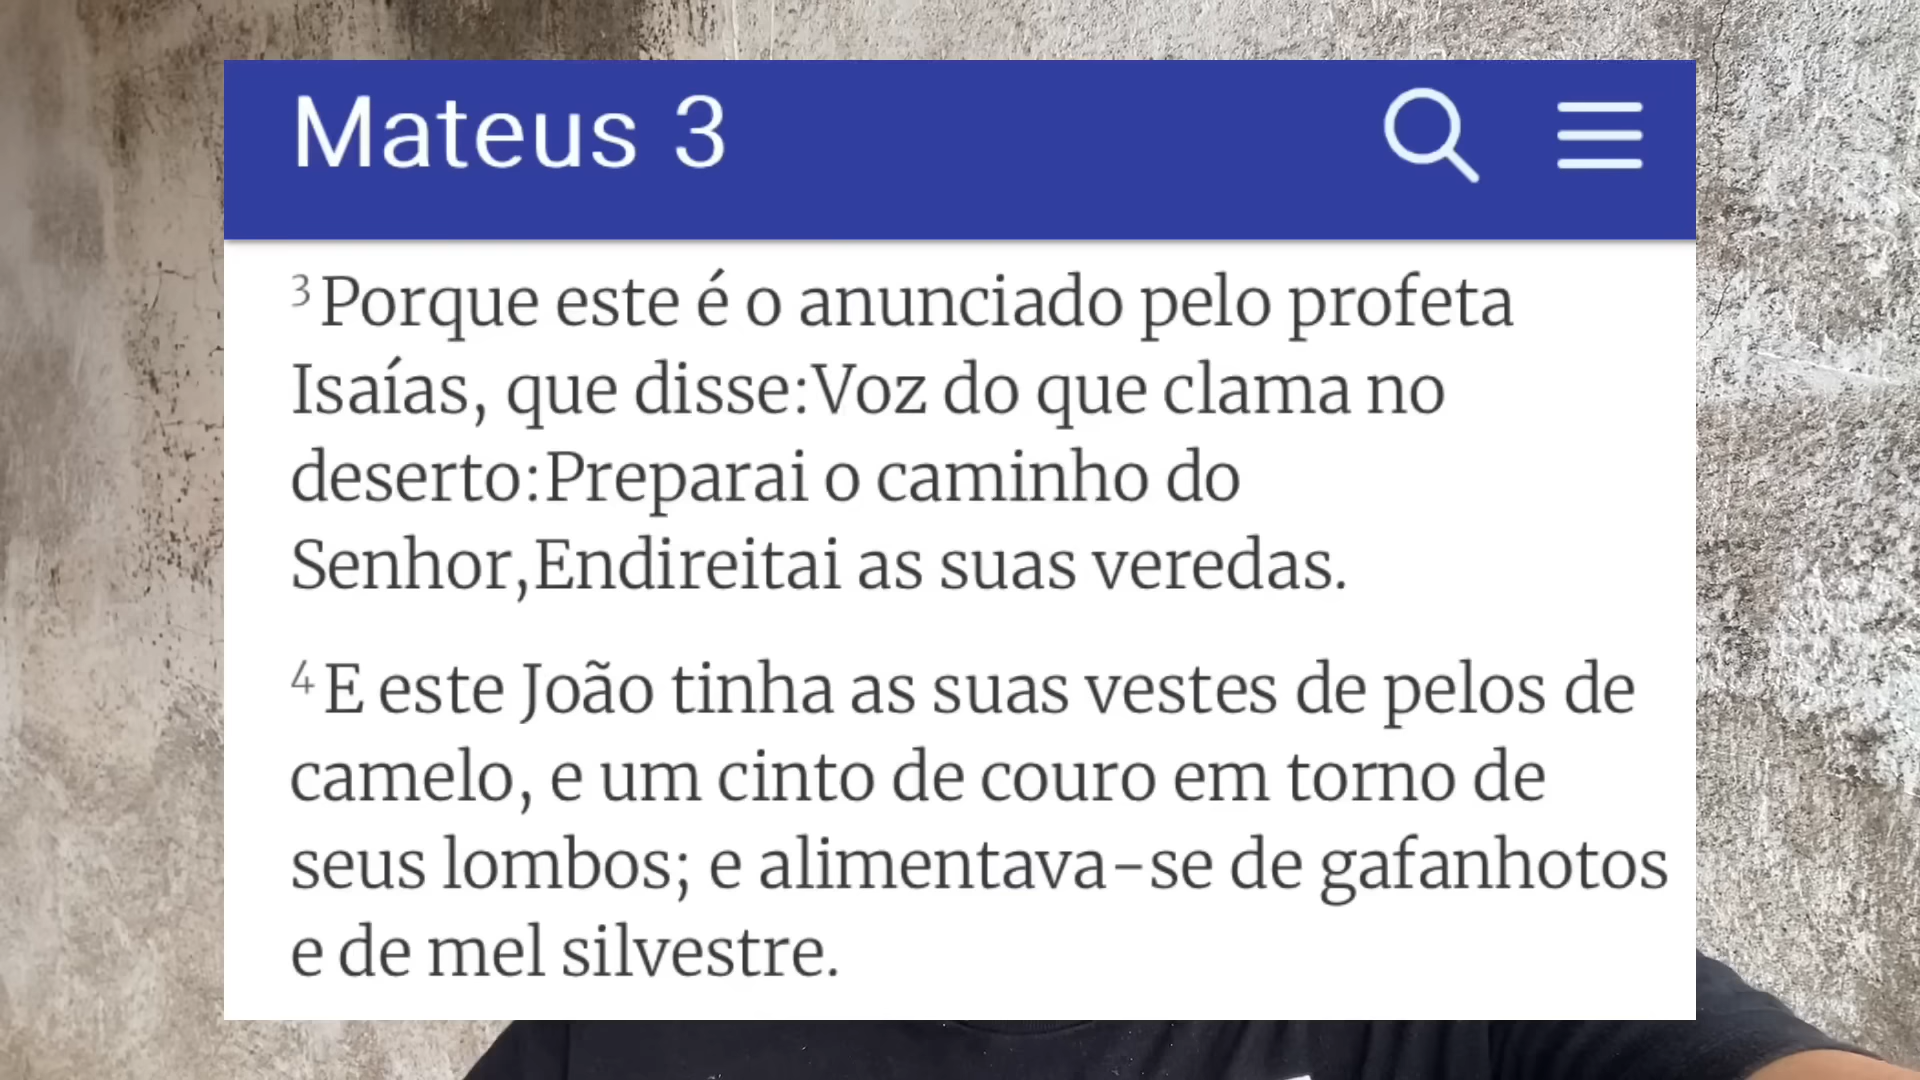 Mateus 3
3 Porque este é o anunciado pelo profeta
Isaías, que disse:Voz do que clama no
deserto:Preparai o caminho do
Senhor,Endireitai as suas veredas.
4 E este João tinha as suas vestes de pelos de
camelo, e um cinto de couro em torno de
seus lombos; e alimentava-se de gafanhotos
e de mel silvestre.